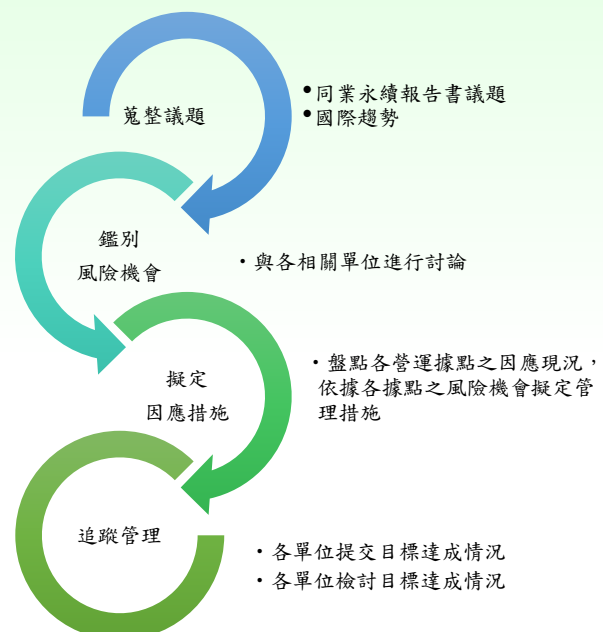 蒐整議題
•同業永續報告書議題
•國際趨勢
鑑別
風險機會
•與各相關單位進行討論
擬定
因應措施
•盤點各營運據點之因應現況，
依據各據點之風險機會擬定管
理措施
追蹤管理
•各單位提交目標達成情況
•各單位檢討目標達成情況